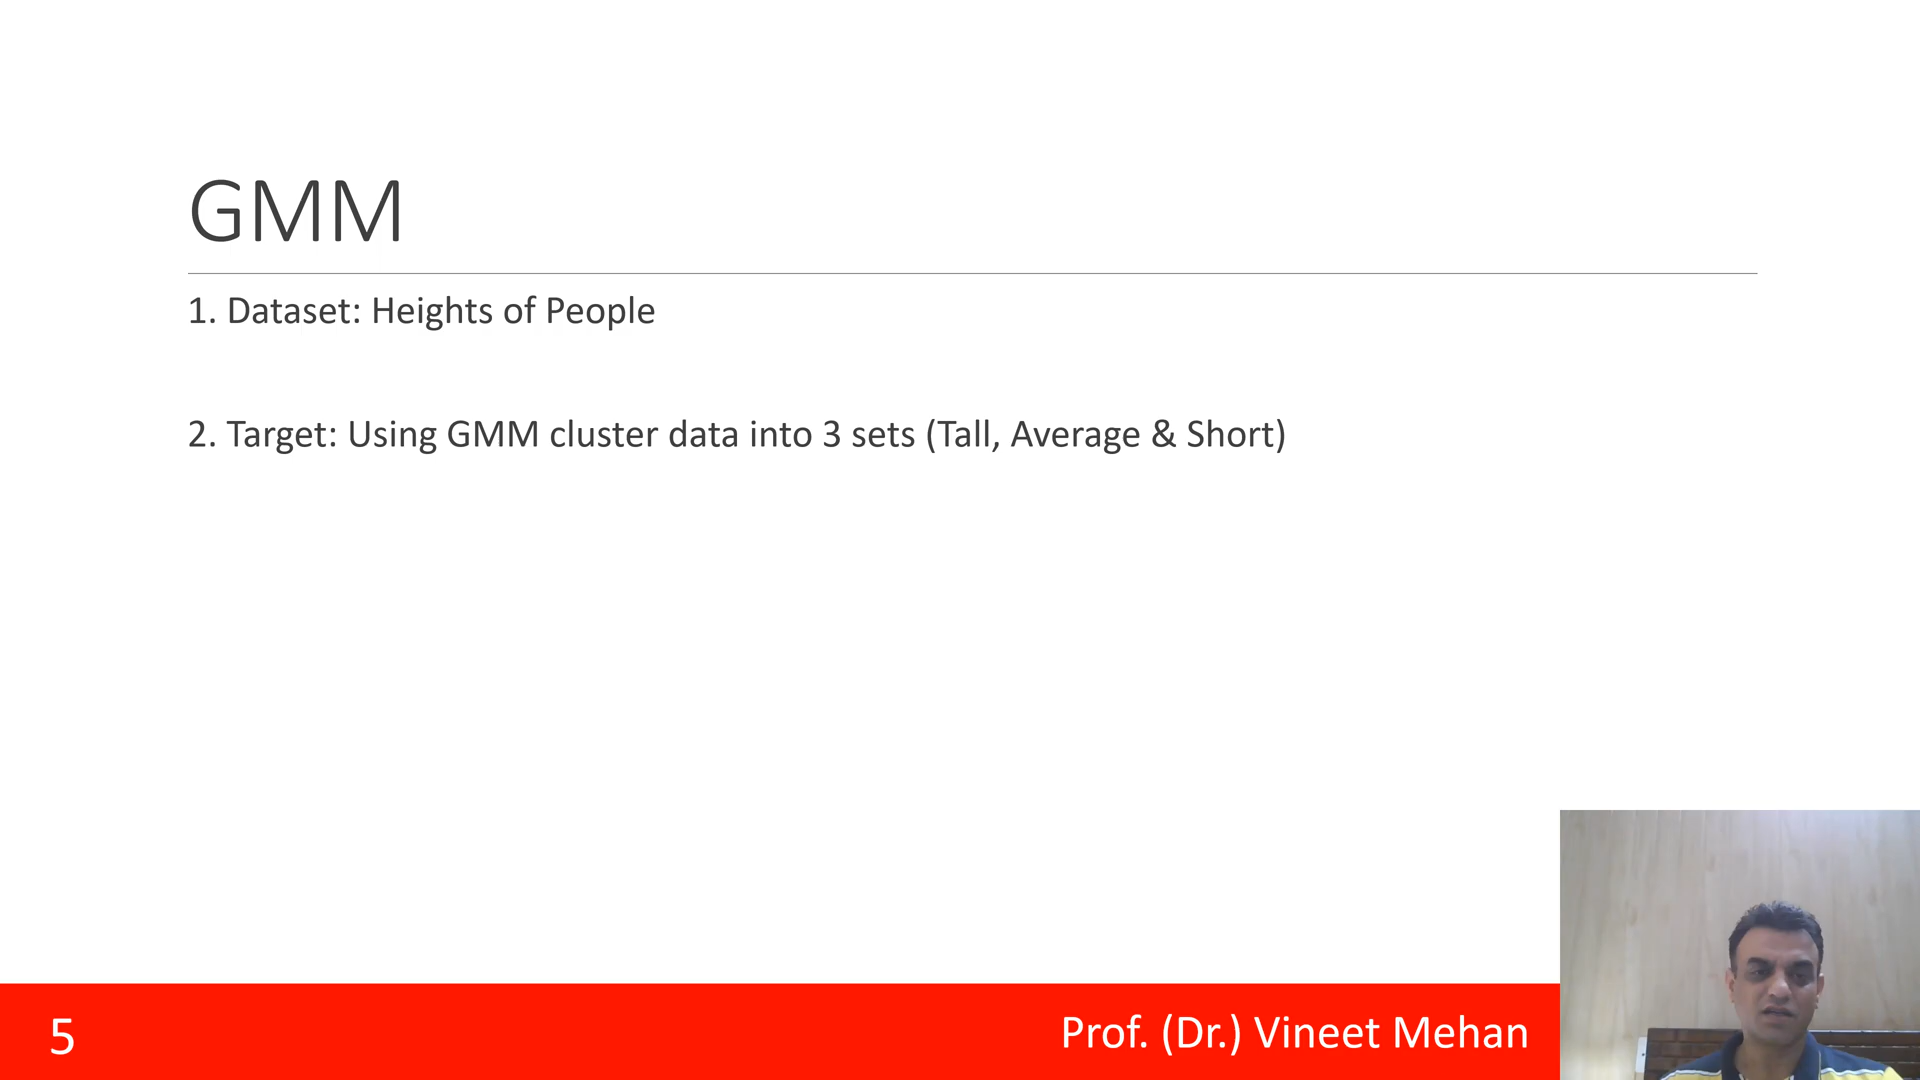 GMM
1. Dataset: Heights of People
2. Target: Using GMM cluster data into 3 sets (Tall, Average & Short)
5
Prof. (Dr.) Vineet Mehan